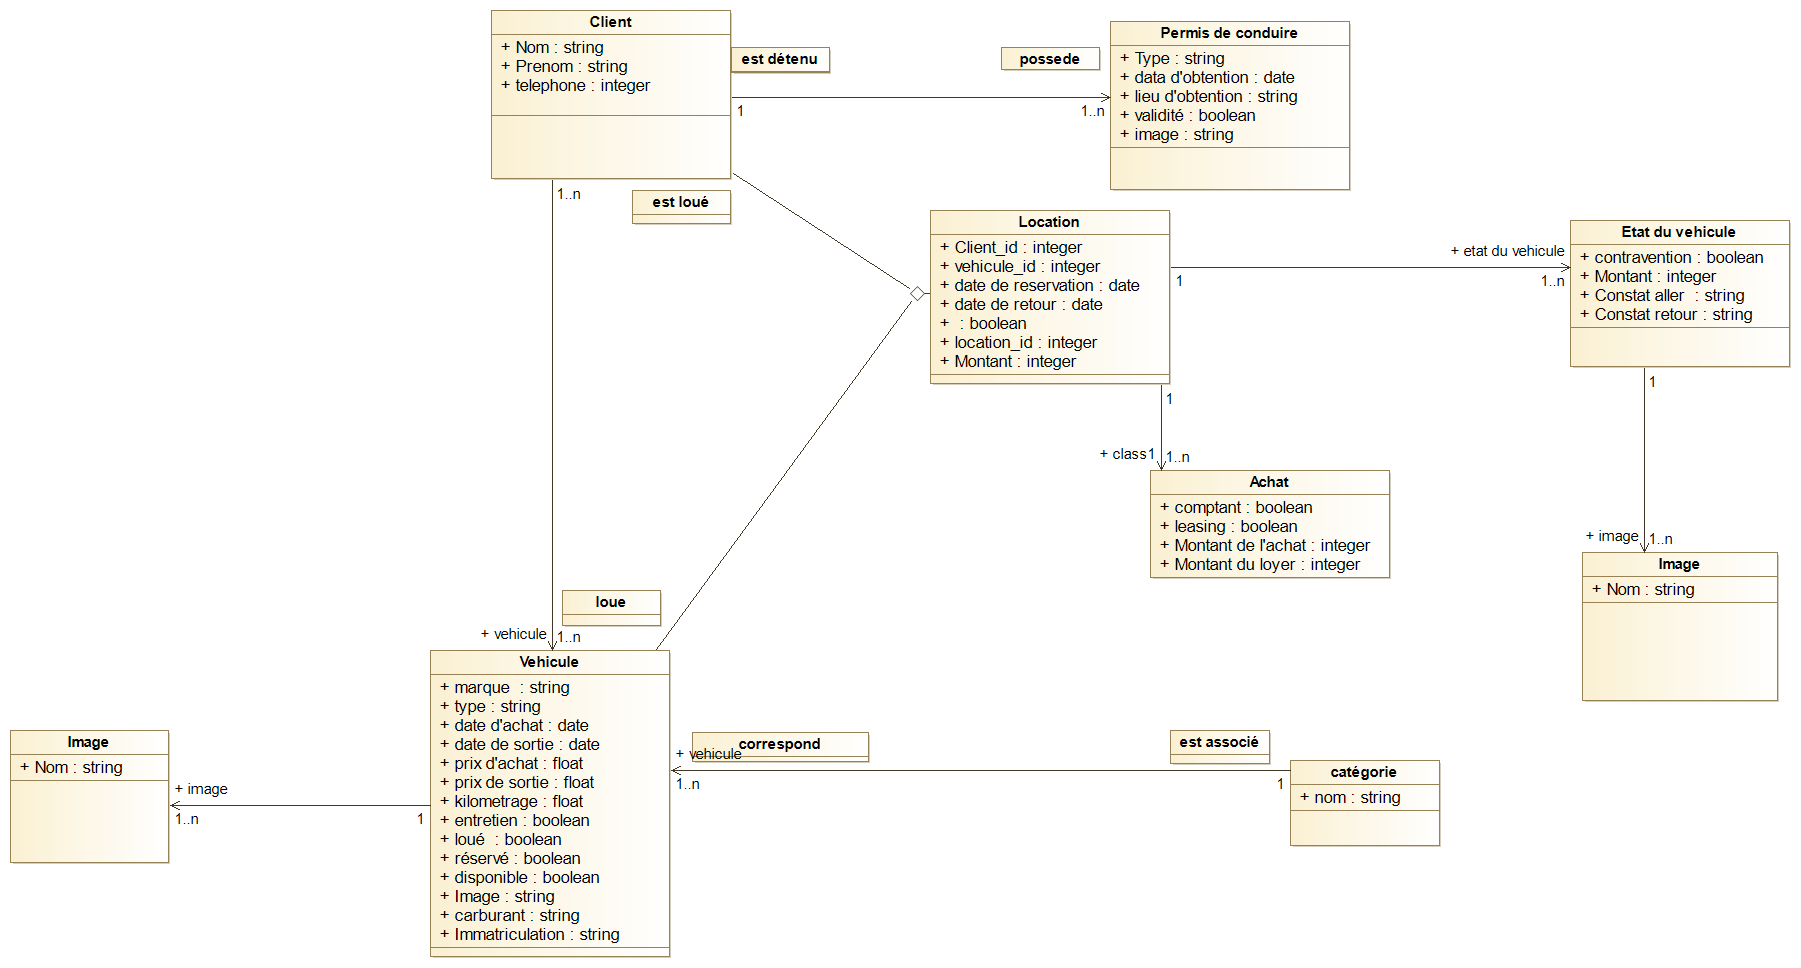 Client
+ Nom : string
+ Prenom : string
+ telephone : integer
est détenu
possede
Permis de conduire
+ Type : string
+ data d'obtention : date
+ lieu d'obtention : string
+ validité : boolean
+ image : string
1
1..n
1..n
est loué
Location
+ Client_id : integer
+ vehicule_id : integer
+ date de reservation : date
+ date de retour : date
+ : boolean
+ location_id : integer
+ Montant : integer
+ etat du vehicule
1
1..n
Etat du vehicule
+ contravention : boolean
+ Montant : integer
+ Constat aller : string
+ Constat retour : string
1
1
+ class1
1..n
Achat
+ comptant : boolean
+ leasing : boolean
+ Montant de l'achat : integer
+ Montant du loyer : integer
+ image
1..n
Image
+ Nom : string
loue
+ vehicule
1..n
Vehicule
+ marque : string
+ type : string
+ date d'achat : date
+ date de sortie : date
+ prix d'achat : float
+ prix de sortie : float
+ kilometrage : float
+ entretien : boolean
+ loué : boolean
+ réservé : boolean
+ disponible : boolean
+ Image : string
+ carburant : string
+ Immatriculation : string
Image
+ Nom : string
+ image
1..n
1
correspond
+ vehicule
1..n
est associé
1
catégorie
+ nom : string